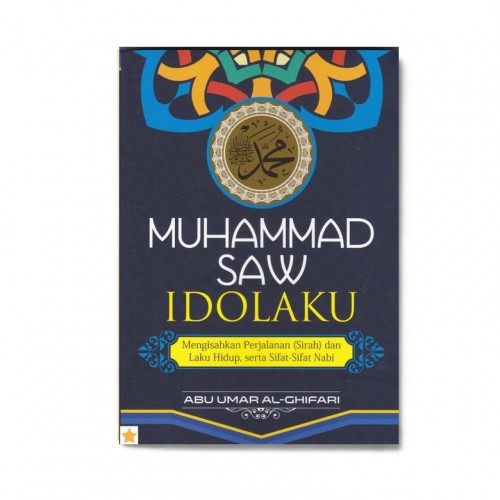 محمد
MUHAMMAD
SAW
IDOLAKU
Mengisahkan Perjalanan (Sirah) dan
Laku Hidup, serta Sifat-Sifat Nabi
ABU UMAR AL-GHIFARI